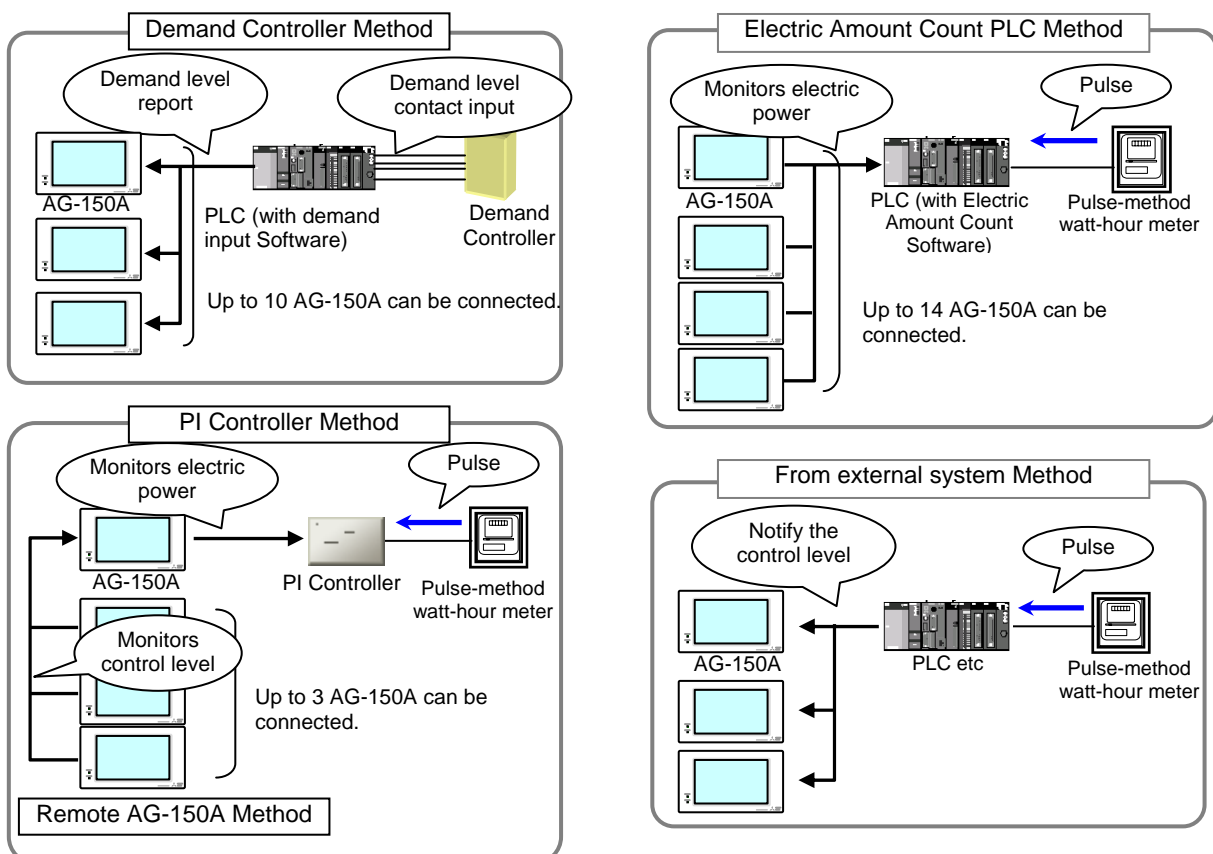 Demand Controller Method
Demand level
report
Demand level
contact input
AG-150A
PLC (with demand
input Software)
Demand
Controller
Up to 10 AG-150A can be connected.
Electric Amount Count PLC Method
Monitors electric
power
Pulse
AG-150A
PLC (with Electric
Amount Count
Software)
Pulse-method
watt-hour meter
Up to 14 AG-150A can be
connected.
PI Controller Method
Monitors electric
power
Pulse
AG-150A
PI Controller
Pulse-method
watt-hour meter
Monitors
control level
Up to 3 AG-150A can be
connected.
Remote AG-150A Method
From external system Method
Notify the
control level
Pulse
AG-150A
PLC etc
Pulse-method
watt-hour meter